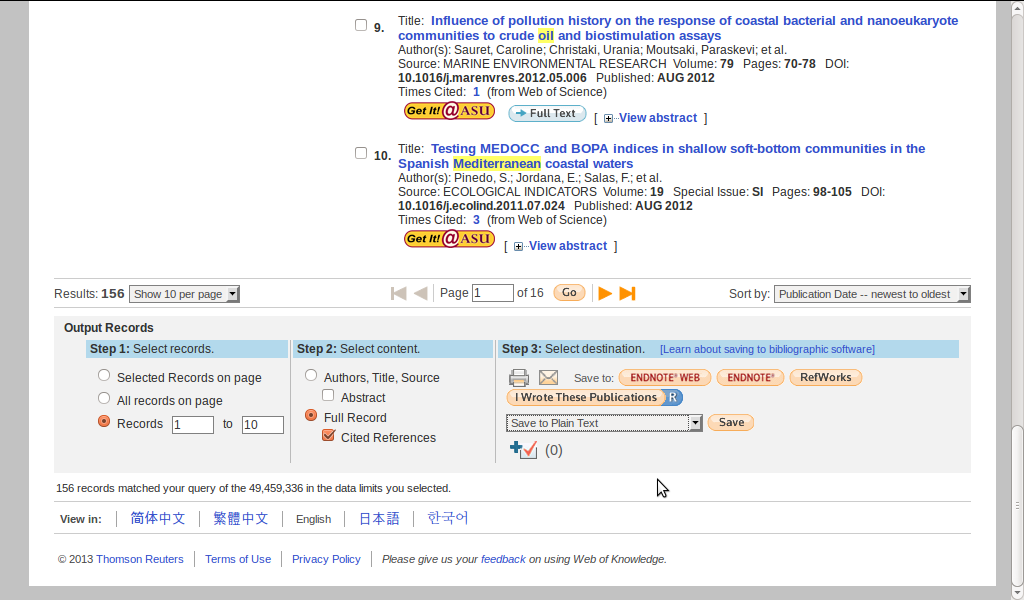 9. Title: Influence of pollution history on the response of coastal bacterial and nanoeukaryote
communities to crude oil and biostimulation assays
Author(s): Sauret, Caroline; Christaki, Urania; Moutsaki, Paraskevi; et al.
Source: MARINE ENVIRONMENTAL RESEARCH Volume: 79 Pages: 70-78 DOI:
10.1016/j.marenvres.2012.05.006 Published: AUG 2012
Times Cited: 1 (from Web of Science)
Get It! @ ASU Full Text [ View abstract ]
10. Title: Testing MEDOCC and BOPA indices in shallow soft-bottom communities in the
Spanish Mediterranean coastal waters
Author(s): Pinedo, S.; Jordana, E.; Salas, F.; et al.
Source: ECOLOGICAL INDICATORS Volume: 19 Special Issue: SI Pages: 98-105 DOI:
10.1016/j.ecolind.2011.07.024 Published: AUG 2012
Times Cited: 3 (from Web of Science)
Get It! @ ASU [ View abstract ]
Results: 156 Show 10 per page Page 1 of 16 Go Sort by: Publication Date -- newest to oldest
Output Records
Step 1: Select records. Step 2: Select content. Step 3: Select destination. [Learn about saving to bibliographic software]
Selected Records on page Authors, Title, Source Save to: ENDNOTE® WEB ENDNOTE® RefWorks
All records on page Abstract I Wrote These Publications R
Records 1 to 10 Full Record Save to Plain Text Save
Cited References (0)
156 records matched your query of the 49,459,336 in the data limits you selected.
View in: 简体中文 繁體中文 English 日本語 한국어
© 2013 Thomson Reuters Terms of Use Privacy Policy Please give us your feedback on using Web of Knowledge.